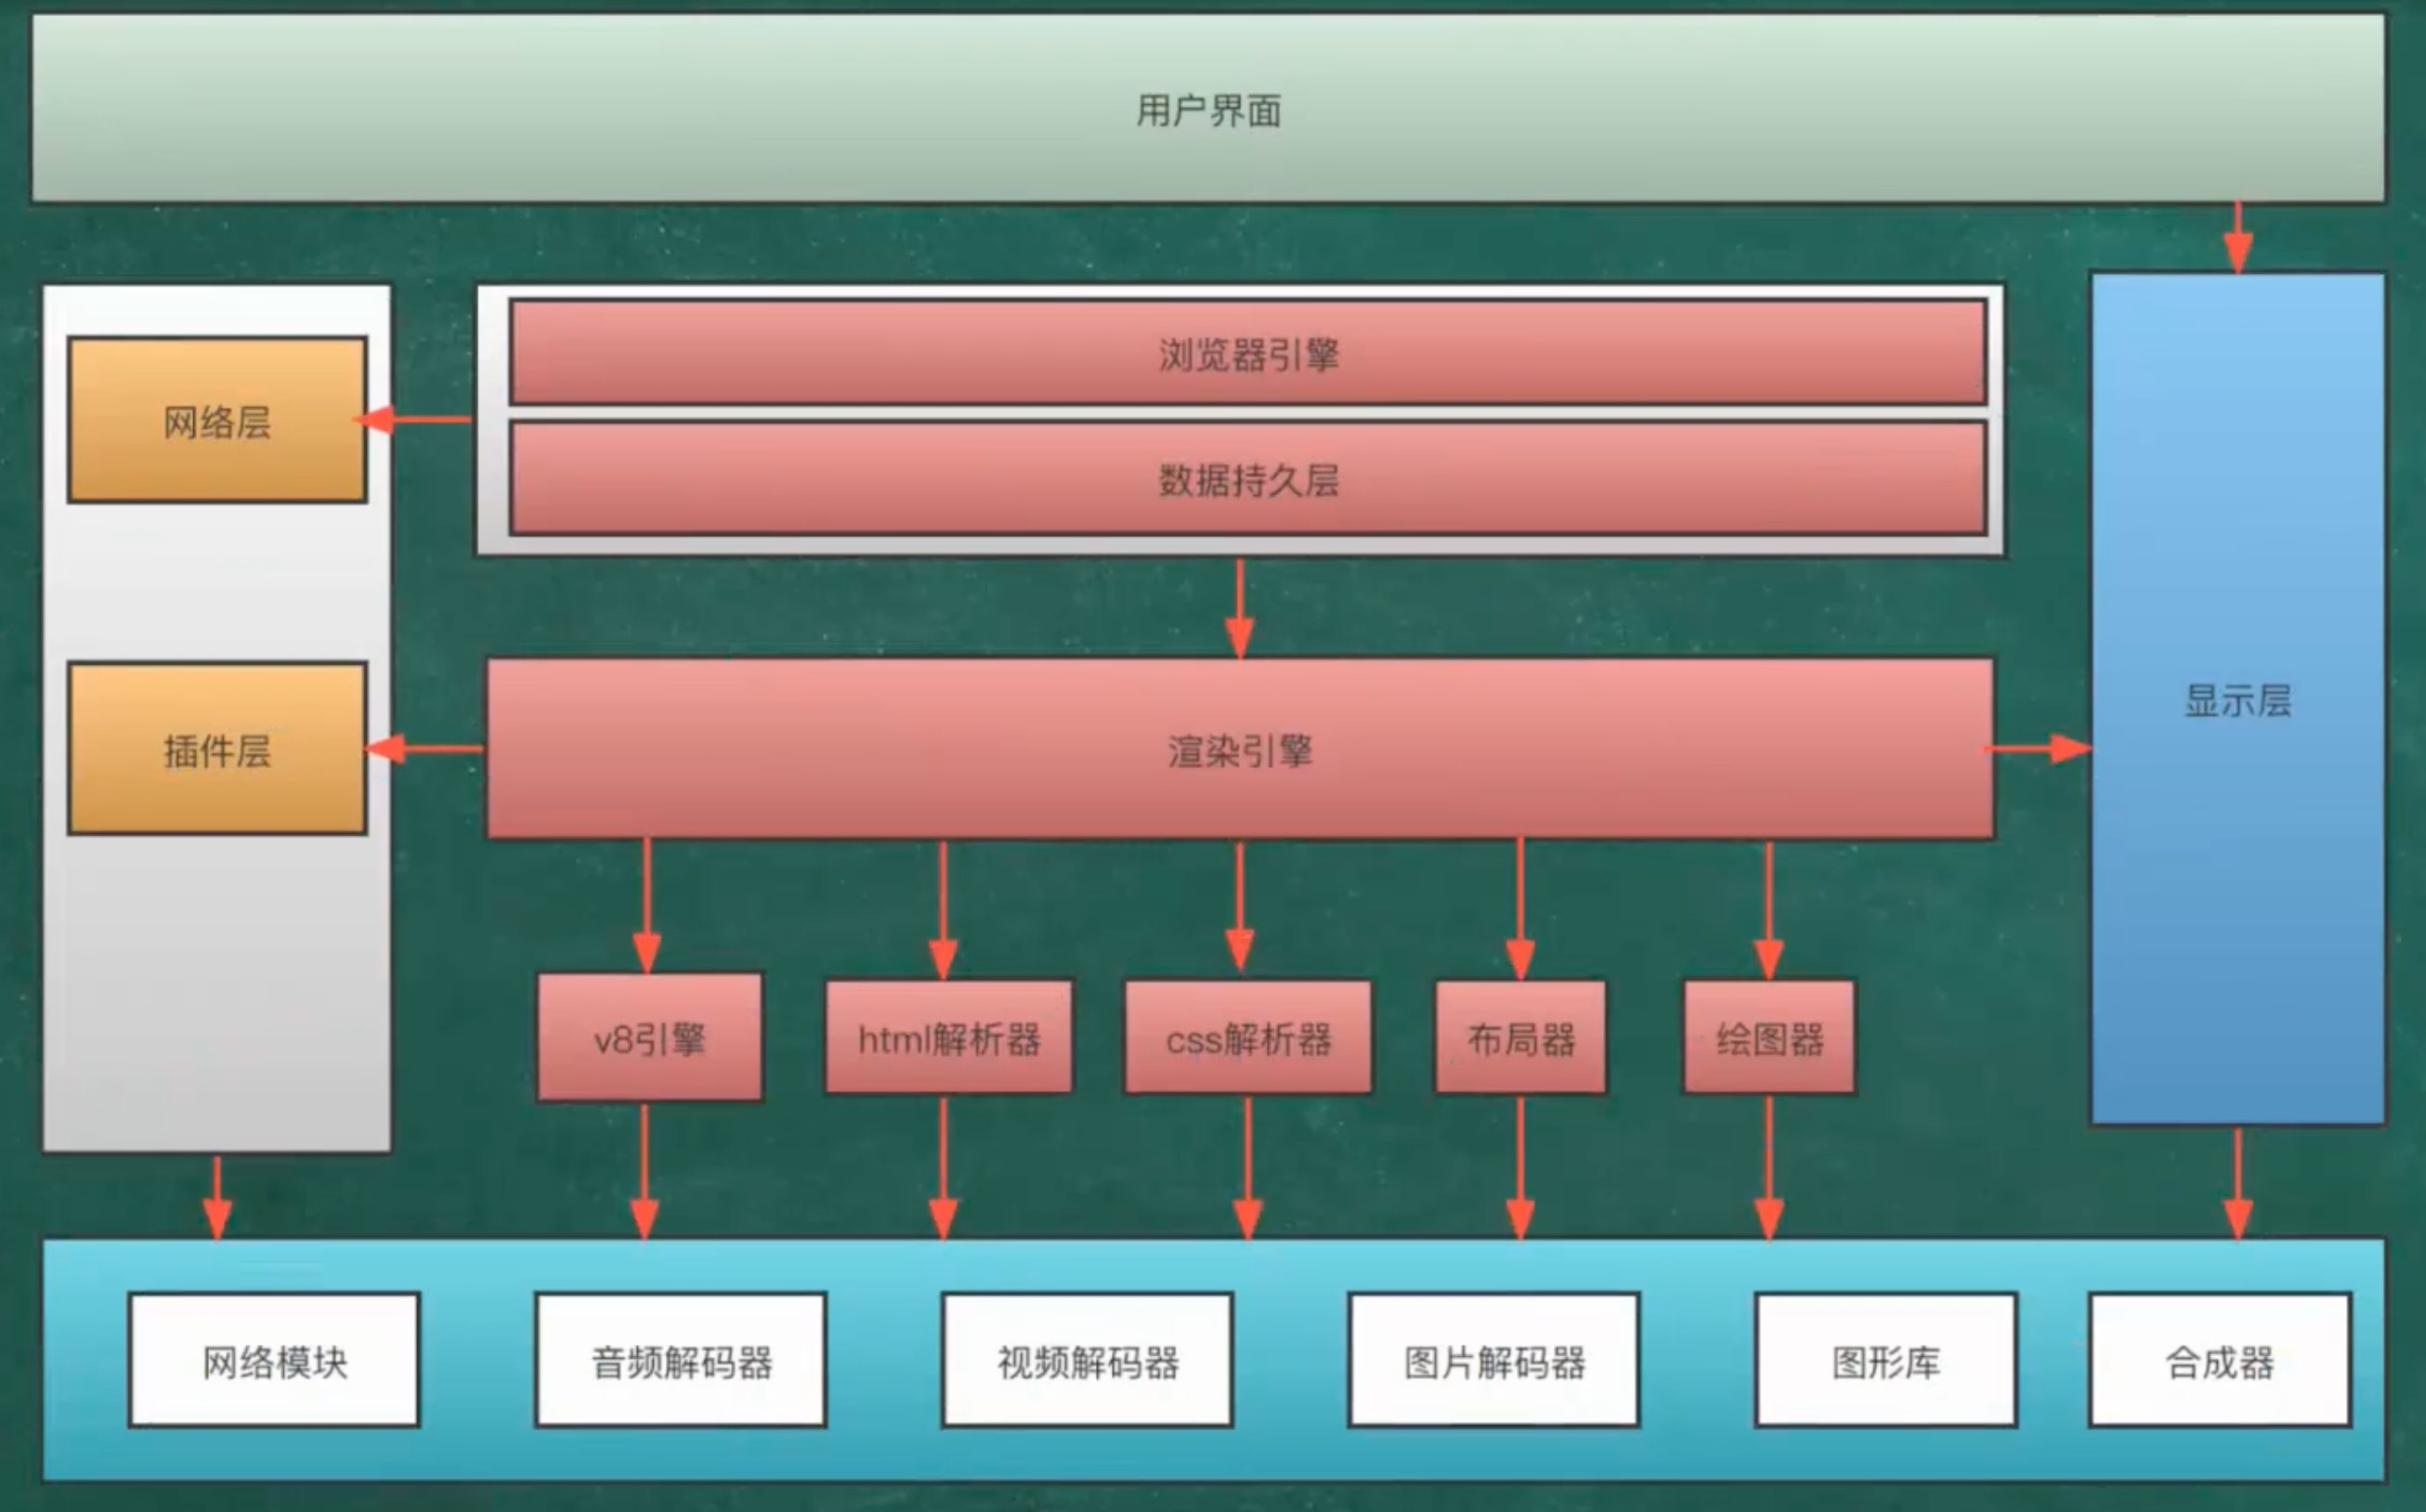 用户界面
浏览器引擎
网络层
数据持久层
显示层
插件层
渲染引擎
v8引擎
html解析器
css解析器
布局器
绘图器
网络模块
音频解码器
视频解码器
图片解码器
图形库
合成器